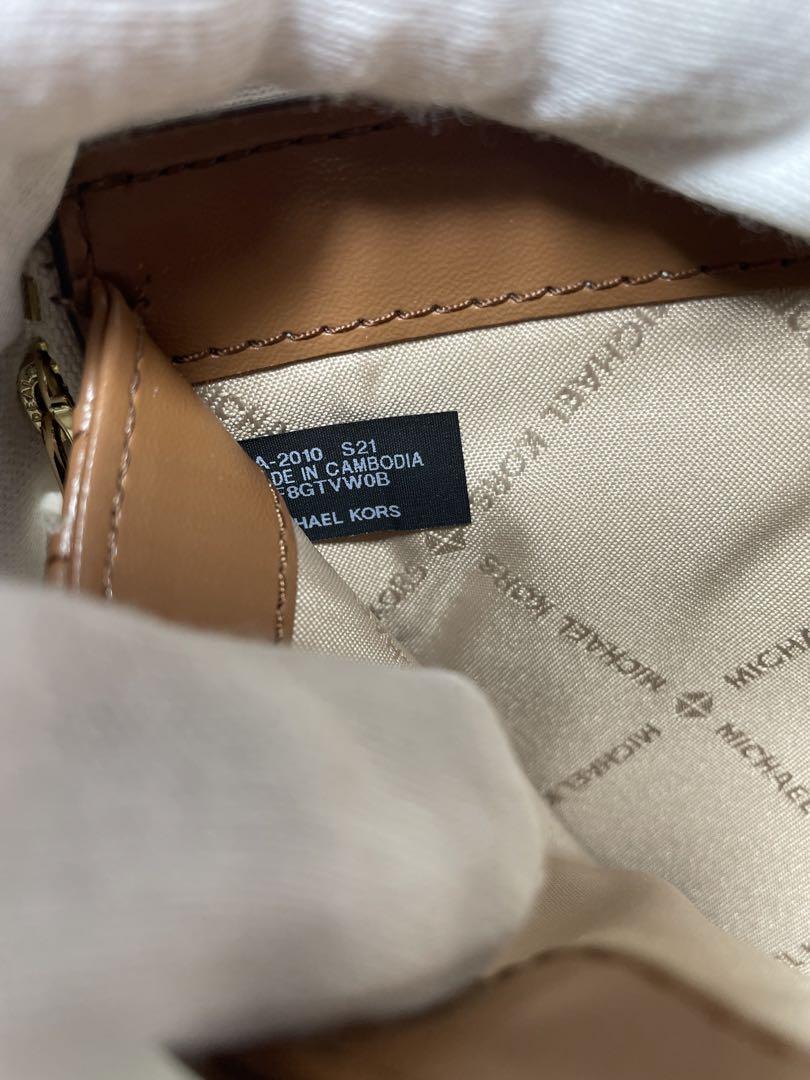 A-2010 S21
DE IN CAMBODIA
F8GTVW0B
HAEL KORS
MICHAEL KORS
MICHAEL KORS
KORS
MICHAEL
MICHAEL